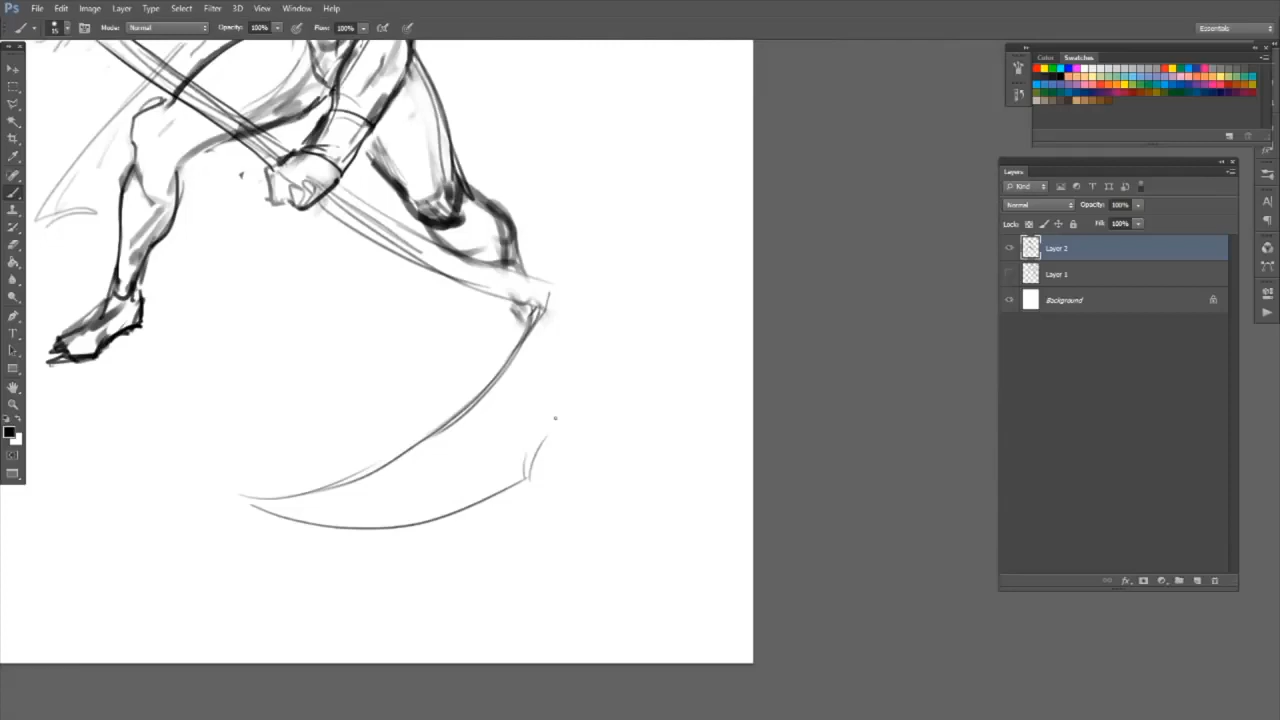 Ps File Edit Image Layer Type Select Filter 3D View Window Help
15 Mode: Normal Opacity: 100% Flow: 100% Essentials
Color Swatches
Layers
Kind
Normal Opacity: 100%
Lock: Fill: 100%
Layer 2
Layer 1
Background